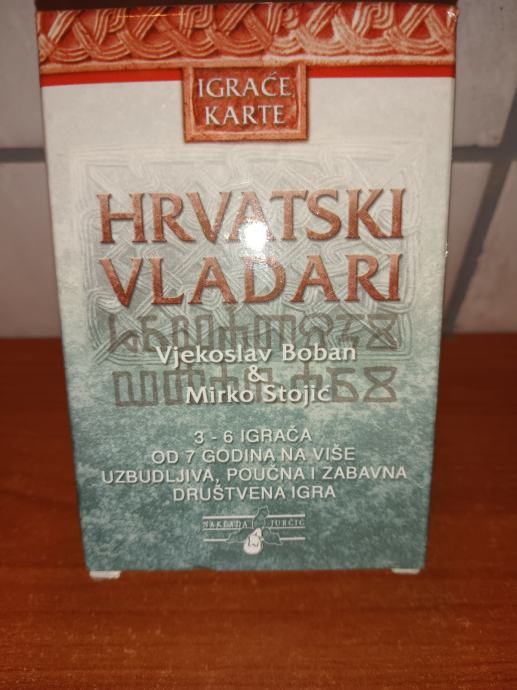 IGRAĆE
KARTE
HRVATSKI
VLADARI
Vjekoslav Boban
&
Mirko Stojić
3 - 6 IGRAČA
OD 7 GODINA NA VIŠE
UZBUDLJIVA, POUČNA I ZABAVNA
DRUŠTVENA IGRA
NAKLADA JURČIĆ